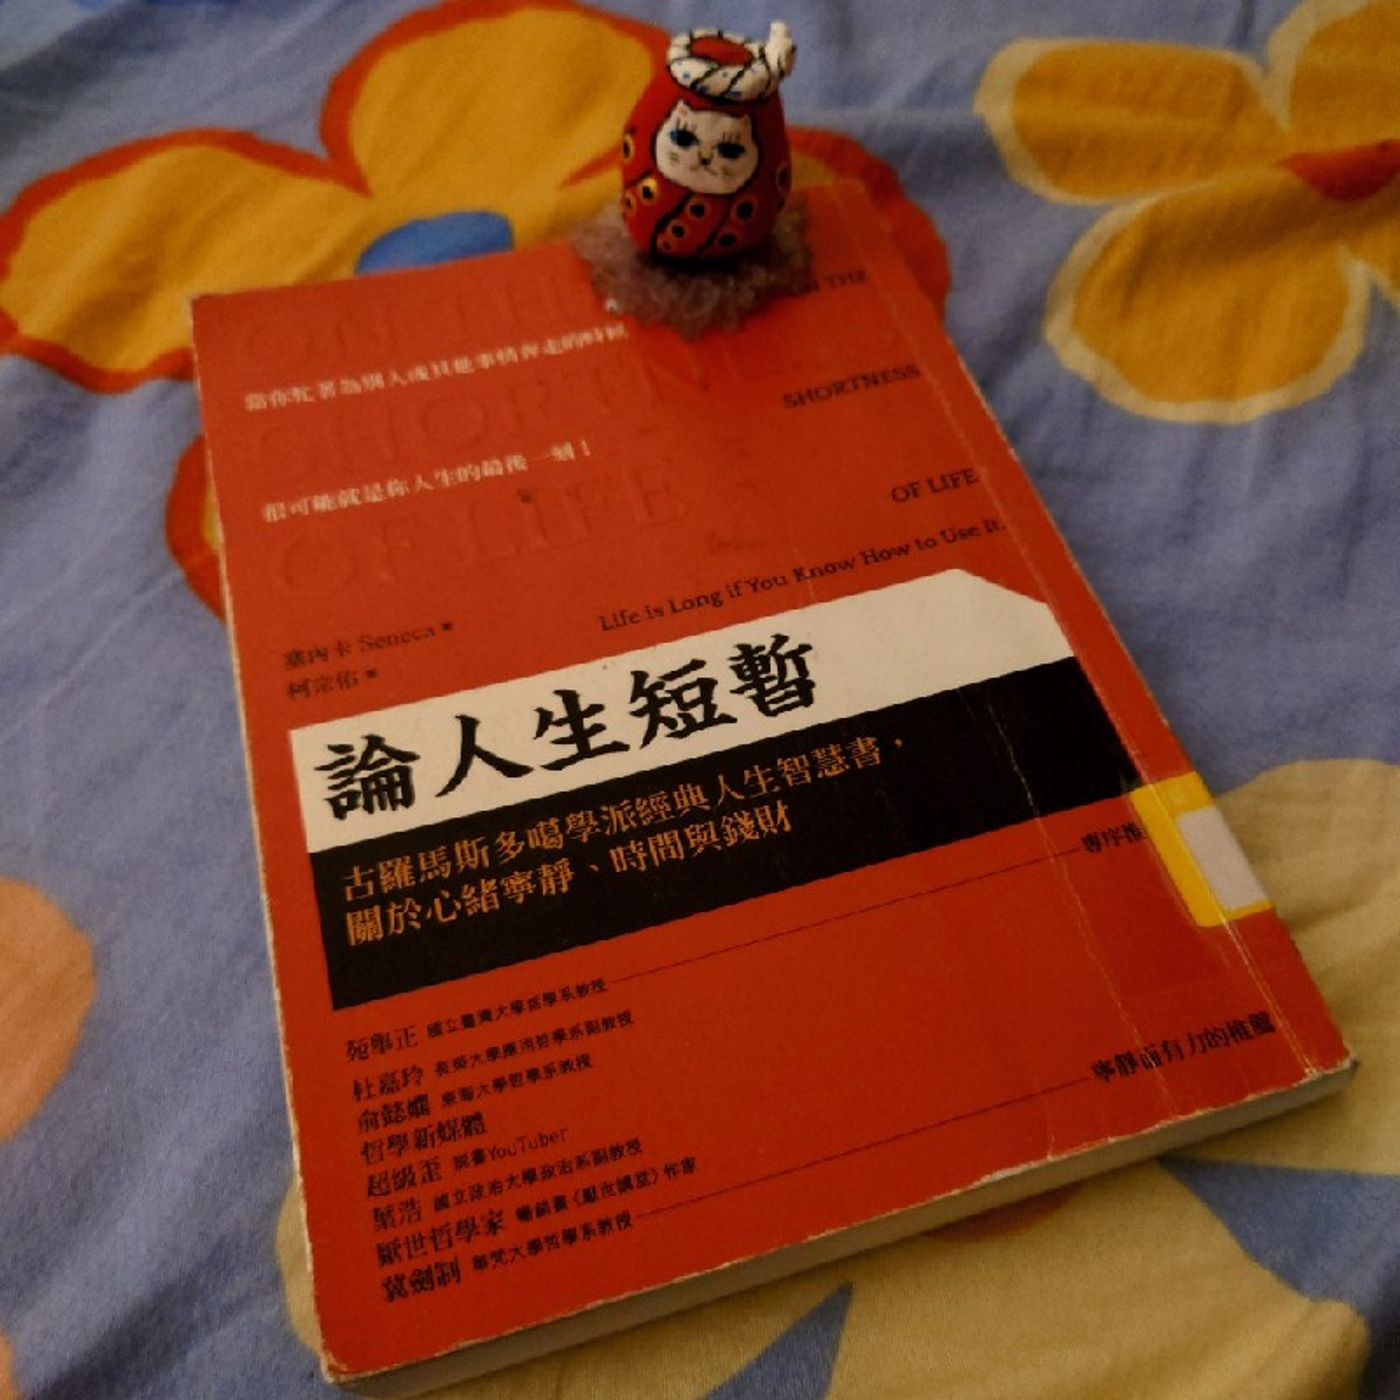 ON THE
SHORTNESS
OF LIFE
當你忙著為別人或其他事情奔走的時候
很可能就是你人生的最後一刻！
THE
SHORTNESS
OF LIFE
Life is Long if You Know How to Use it.
塞內卡 Seneca
柯宗佑
論人生短暫
古羅馬斯多噶學派經典人生智慧書，
關於心緒寧靜、時間與錢財
苑舉正 國立臺灣大學哲學系教授 專序推
杜嘉玲 長榮大學應用哲學系副教授
俞懿嫻 東海大學哲學系教授
哲學新媒體
超級歪 說書YouTuber
葉浩 國立政治大學政治系副教授
厭世哲學家 暢銷書《厭世講堂》作家
冀劍制 華梵大學哲學系教授 寧靜而有力的推薦